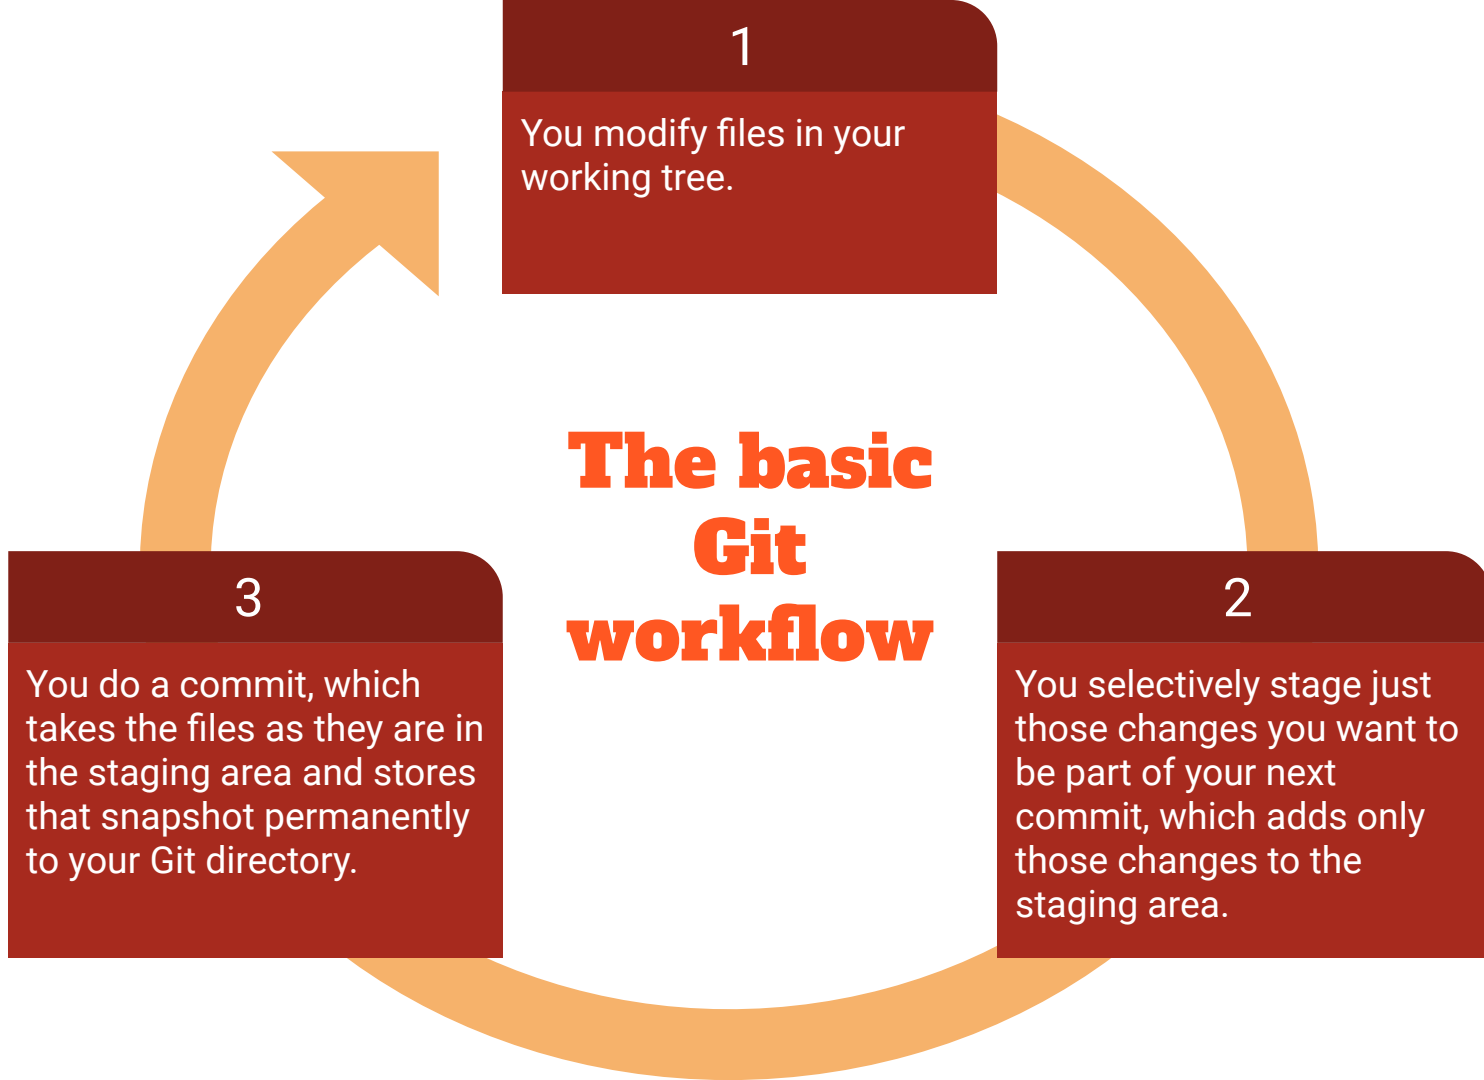 1
You modify files in your
working tree.
The basic
Git
workflow
2
You selectively stage just
those changes you want to
be part of your next
commit, which adds only
those changes to the
staging area.
3
You do a commit, which
takes the files as they are in
the staging area and stores
that snapshot permanently
to your Git directory.